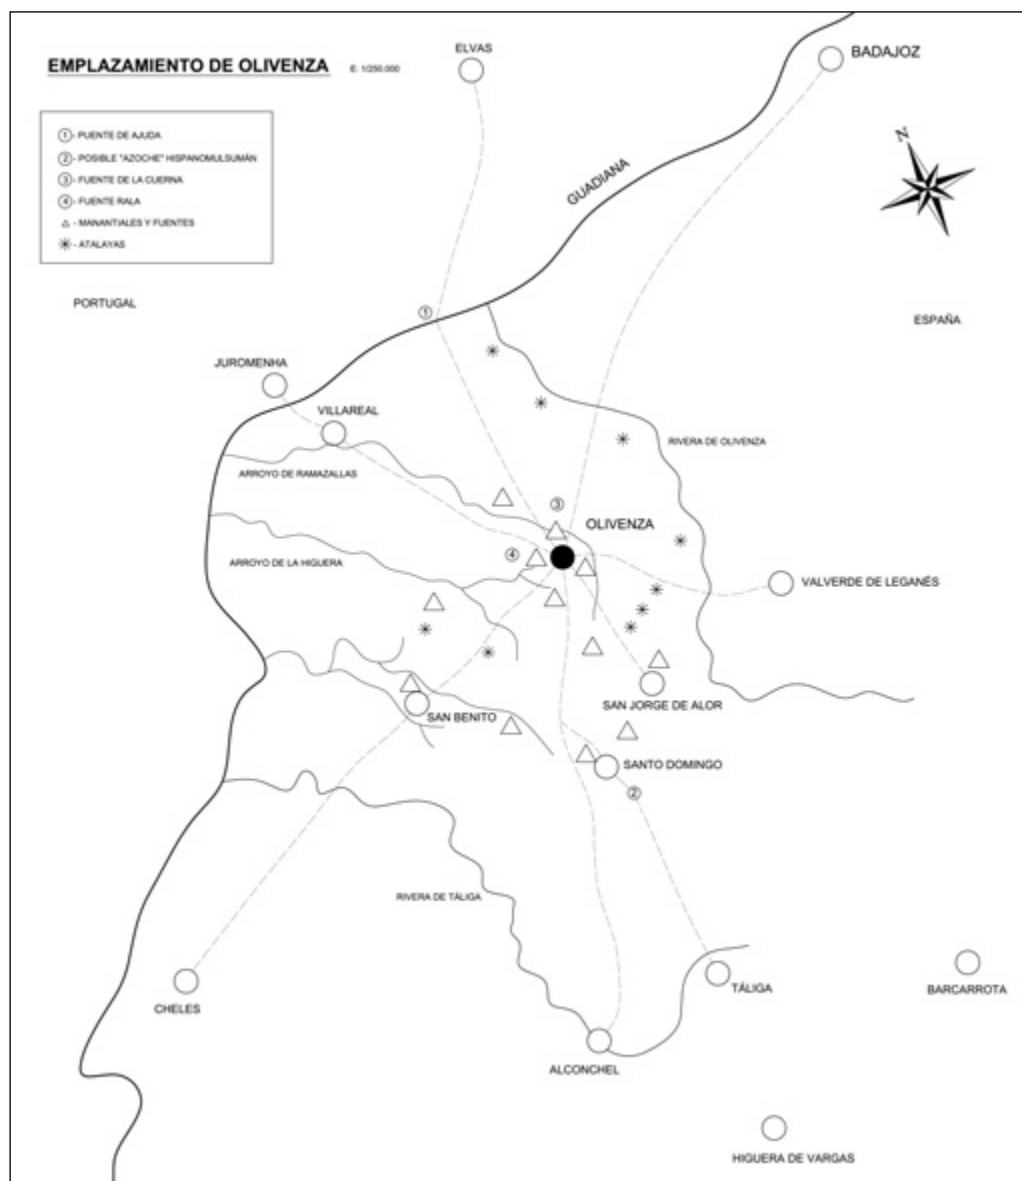 EMPLAZAMIENTO DE OLIVENZA E: 1/250.000
① - PUENTE DE AJUDA
② - POSIBLE "AZOCHE" HISPANOMULSUMÁN
③ - FUENTE DE LA CUERNA
④ - FUENTE RALA
△ - MANANTIALES Y FUENTES
✳ - ATALAYAS
ELVAS
BADAJOZ
N
GUADIANA
PORTUGAL
ESPAÑA
①
JUROMENHA
VILLAREAL
RIVERA DE OLIVENZA
ARROYO DE RAMAZALLAS
③
OLIVENZA
④
ARROYO DE LA HIGUERA
VALVERDE DE LEGANÉS
SAN JORGE DE ALOR
SAN BENITO
SANTO DOMINGO
②
RIVERA DE TÁLIGA
TÁLIGA
BARCARROTA
CHELES
ALCONCHEL
HIGUERA DE VARGAS